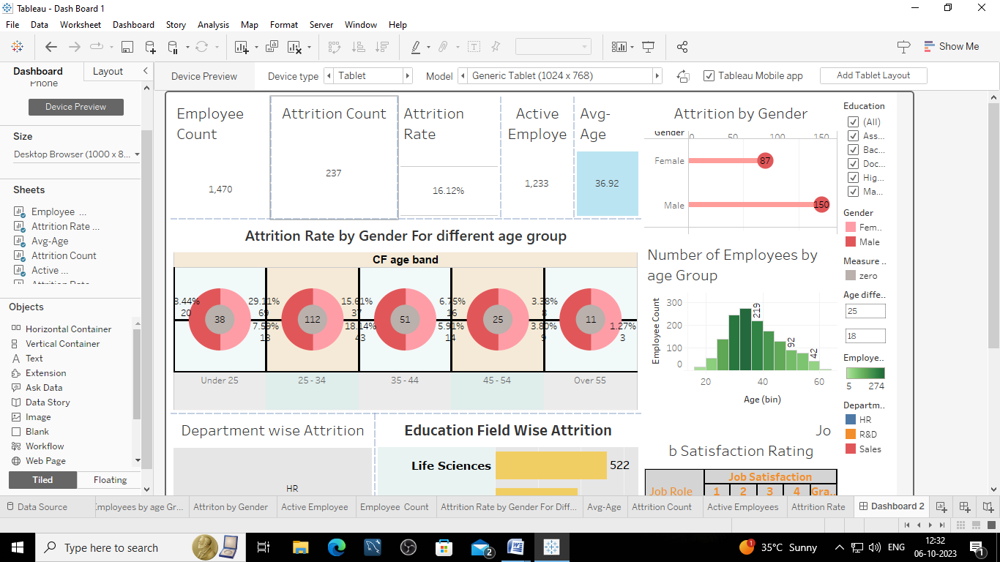 Tableau - Dash Board 1
File Data Worksheet Dashboard Story Analysis Map Format Server Window Help
Show Me
Dashboard Layout
Phone
Device Preview
Size
Desktop Browser (1000 x 8...
Sheets
Employee ...
Attrition Rate ...
Avg-Age
Attrition Count
Active ...
Attrition Rate
Objects
Horizontal Container
Vertical Container
Text
Extension
Ask Data
Data Story
Image
Blank
Workflow
Web Page
Tiled Floating
Device Preview Device type Tablet Model Generic Tablet (1024 x 768) Tableau Mobile app Add Tablet Layout
Employee
Count
1,470
Attrition Count
237
Attrition
Rate
16.12%
Active
Employe
1,233
Avg-
Age
36.92
Attrition by Gender
Gender 0 50 100 150
Female 87
Male 150
Attrition Rate by Gender For different age group
CF age band
8.44% 29.11% 15.61% 6.75% 3.38%
20 69 37 16 8
38 112 51 25 11
7.59% 18.14% 5.91% 3.80% 1.27%
18 43 14 9 3
Under 25 25 - 34 35 - 44 45 - 54 Over 55
Number of Employees by
age Group
Employee Count
300
200
100
0
219
92
42
20 40 60
Age (bin)
Department wise Attrition
HR
Education Field Wise Attrition
Life Sciences 522
Jo
b Satisfaction Rating
Job Satisfaction
Job Role 1 2 3 4 Gra..
Education
(All)
Ass...
Bac...
Doc...
Hig...
Ma...
Gender
Fem..
Male
Measure ..
zero
Age diffe..
25
18
Employe..
5 274
Departm..
HR
R&D
Sales
Data Source Employees by age Gr... Attriton by Gender Active Employee Employee Count Attrition Rate by Gender For Diff... Avg-Age Attrition Count Active Employees Attrition Rate Dashboard 2
Type here to search
2
1
35°C Sunny
ENG
12:32
06-10-2023
1